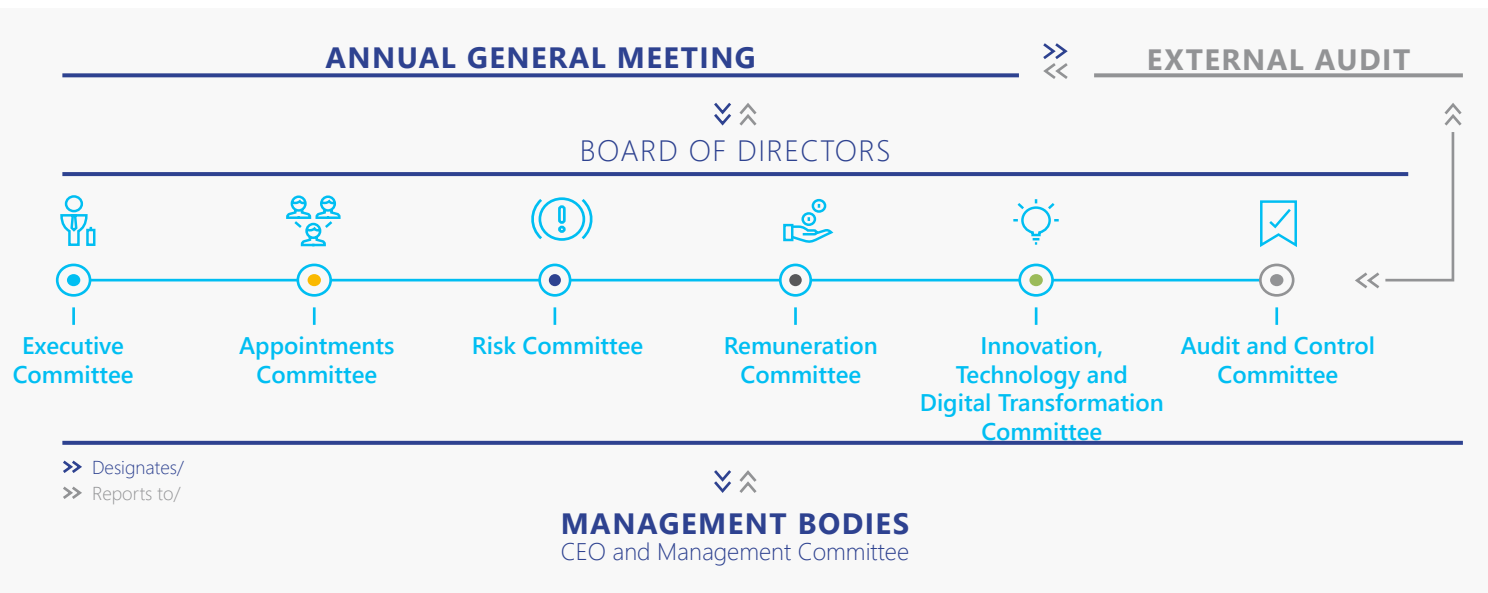 ANNUAL GENERAL MEETING
EXTERNAL AUDIT
BOARD OF DIRECTORS
Executive
Committee
Appointments
Committee
Risk Committee
Remuneration
Committee
Innovation,
Technology and
Digital Transformation
Committee
Audit and Control
Committee
Designates/
Reports to/
MANAGEMENT BODIES
CEO and Management Committee